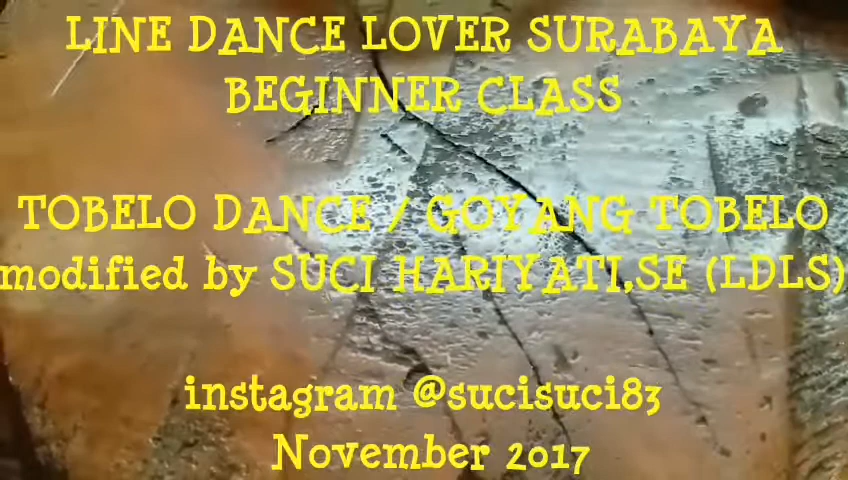 LINE DANCE LOVER SURABAYA
BEGINNER CLASS
TOBELO DANCE / GOYANG TOBELO
modified by SUCI HARIYATI,SE (LDLS)
instagram @sucisuci83
November 2017